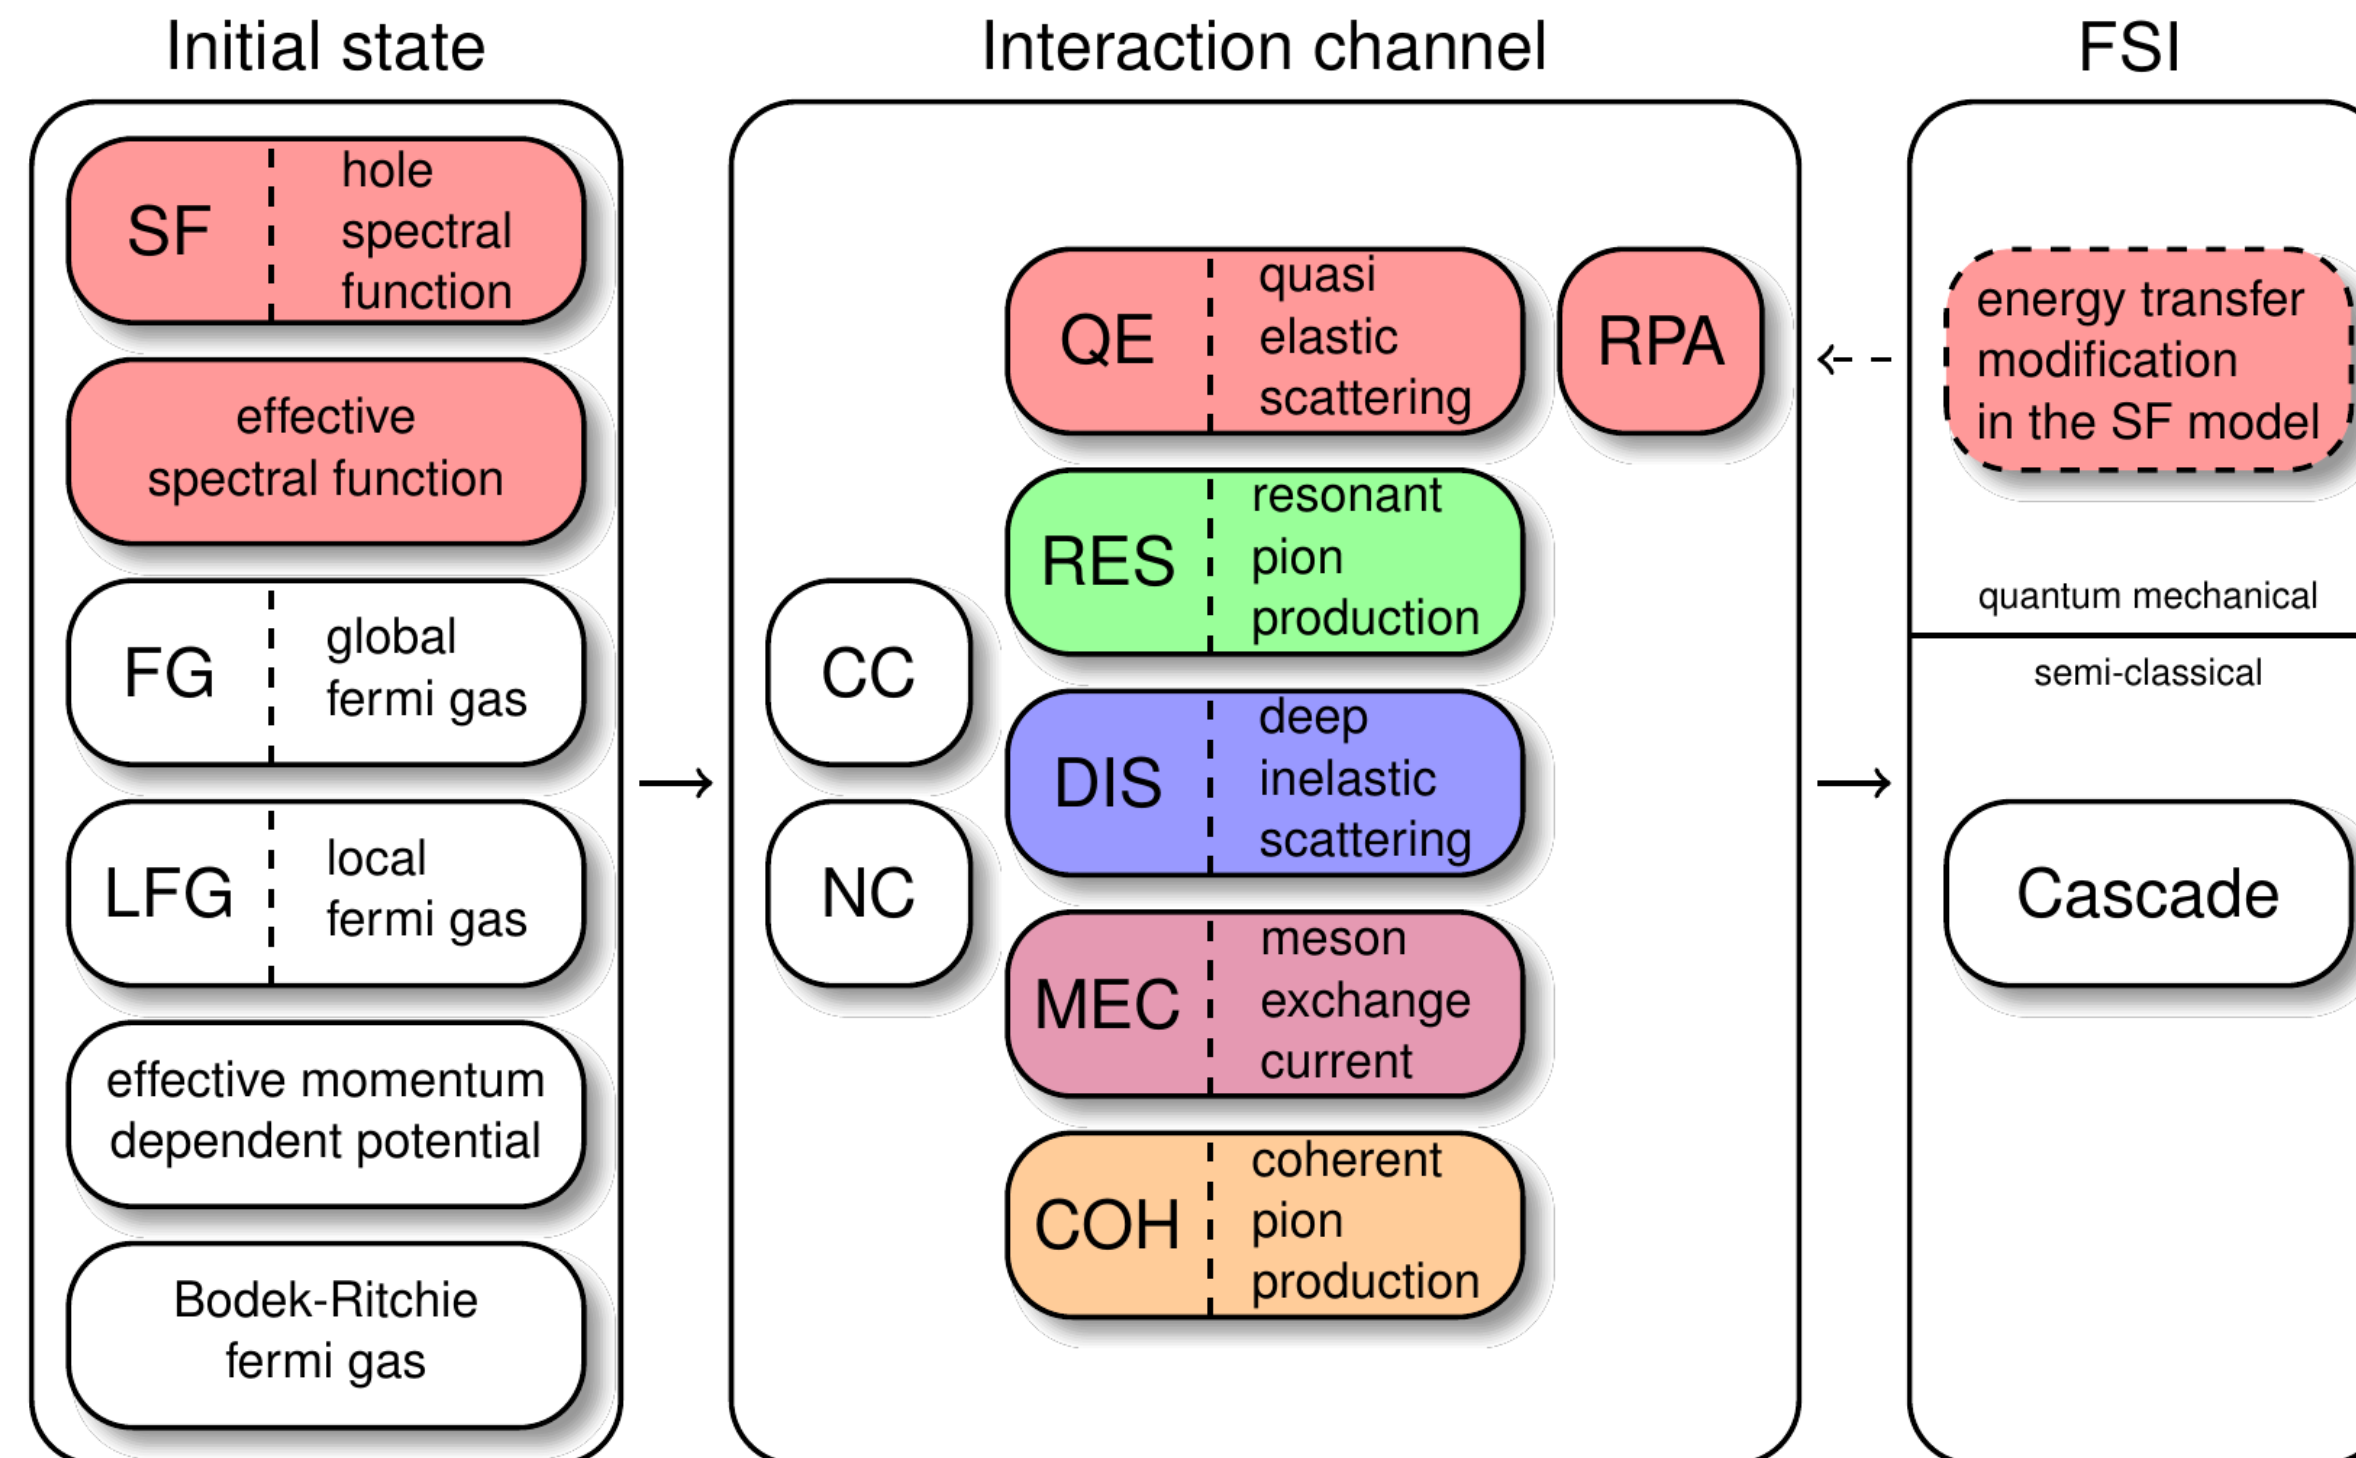 Initial state
SF
hole
spectral
function
effective
spectral function
FG
global
fermi gas
LFG
local
fermi gas
effective momentum
dependent potential
Bodek-Ritchie
fermi gas
Interaction channel
CC
NC
QE
quasi
elastic
scattering
RPA
RES
resonant
pion
production
DIS
deep
inelastic
scattering
MEC
meson
exchange
current
COH
coherent
pion
production
FSI
energy transfer
modification
in the SF model
quantum mechanical
semi-classical
Cascade